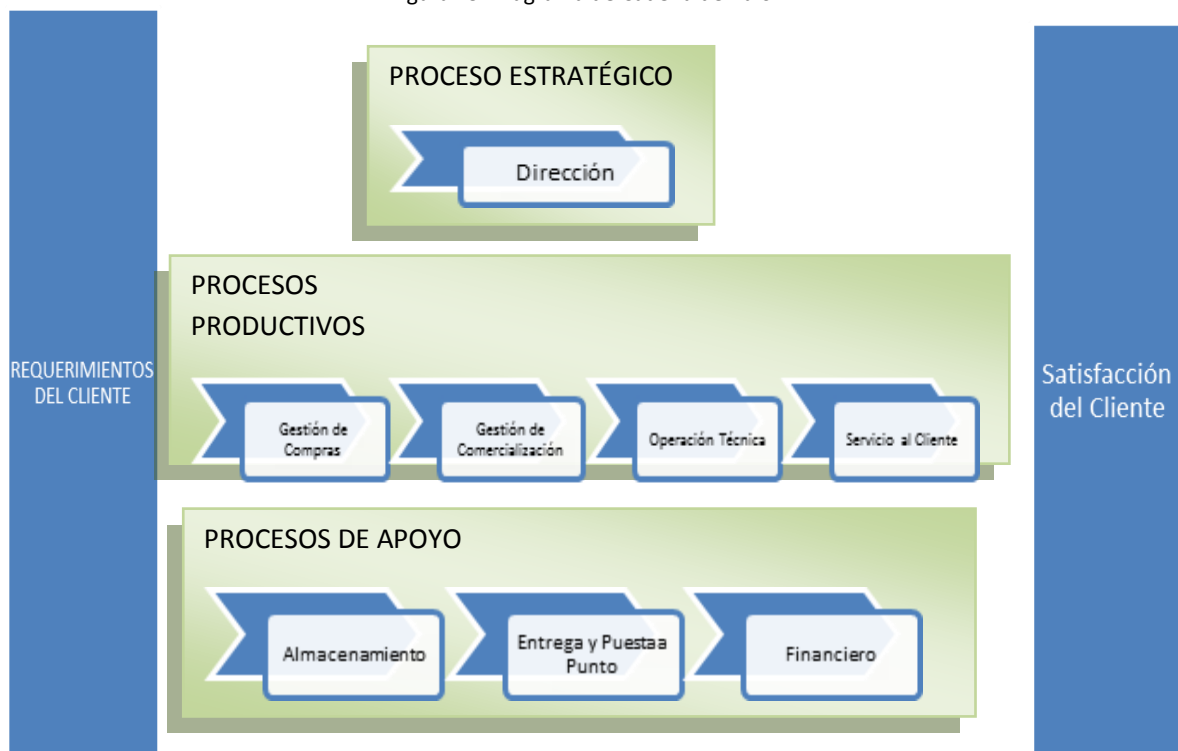 PROCESO ESTRATÉGICO
Dirección
PROCESOS
PRODUCTIVOS
REQUERIMIENTOS
DEL CLIENTE
Satisfacción
del Cliente
Gestión de
Compras
Gestión de
Comercialización
Operación Técnica
Servicio al Cliente
PROCESOS DE APOYO
Almacenamiento
Entrega y Puestaa
Punto
Financiero